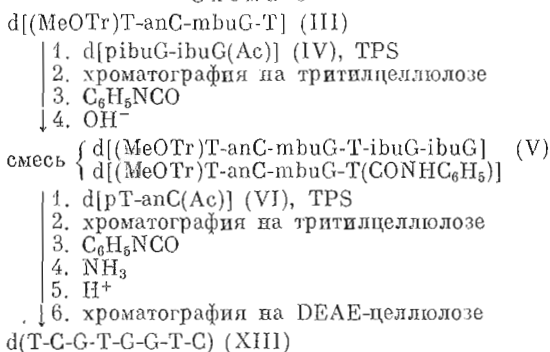 d[(MeOTr)T-anC-mbuG-T] (III)
1. d[pibuG-ibuG(Ac)] (IV), TPS
2. хроматография на тритилцеллюлозе
3. C₆H₅NCO
4. OH⁻
смесь { d[(MeOTr)T-anC-mbuG-T-ibuG-ibuG] (V)
d[(MeOTr)T-anC-mbuG-T(CONHC₆H₅)]
1. d[pT-anC(Ac)] (VI), TPS
2. хроматография на тритилцеллюлозе
3. C₆H₅NCO
4. NH₃
5. H⁺
6. хроматография на DEAE-целлюлозе
d(T-C-G-T-G-G-T-C) (XIII)